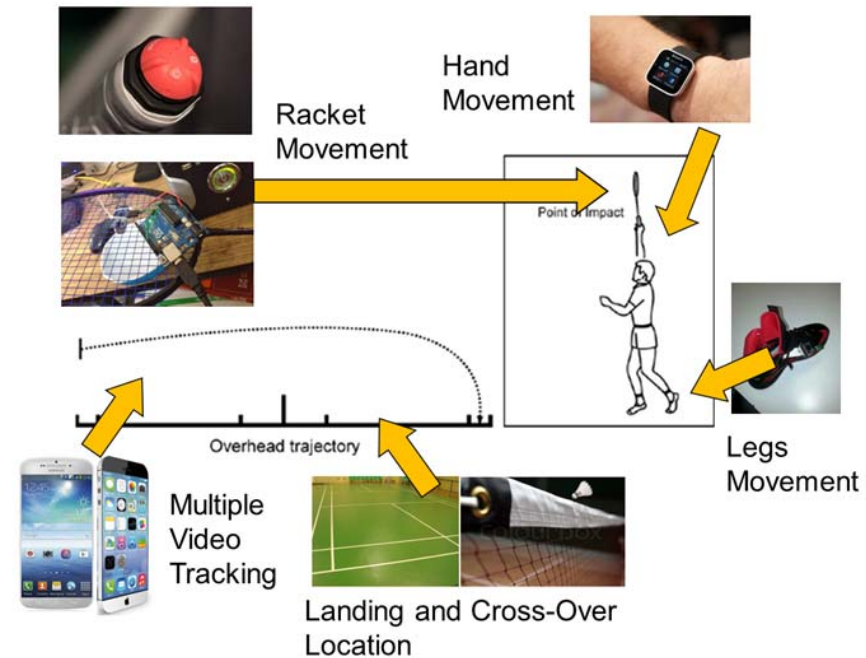 Hand
Movement
Racket
Movement
Point of Impact
Overhead trajectory
Legs
Movement
Multiple
Video
Tracking
Landing and Cross-Over
Location